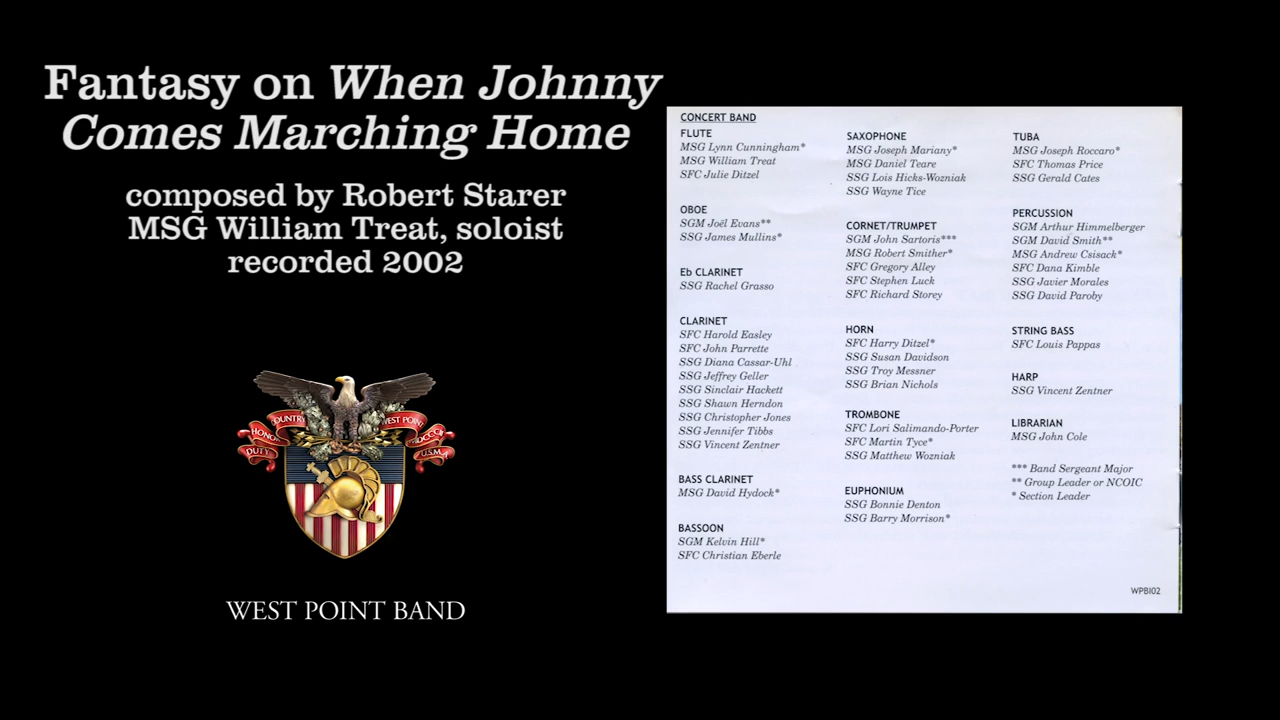 Fantasy on When Johnny
Comes Marching Home
composed by Robert Starer
MSG William Treat, soloist
recorded 2002
DUTY
HONOR
COUNTRY
WEST POINT
MDCCCII
U.S.M.A.
WEST POINT BAND
CONCERT BAND
FLUTE
MSG Lynn Cunningham*
MSG William Treat
SFC Julie Ditzel
OBOE
SGM Joël Evans**
SSG James Mullins*
Eb CLARINET
SSG Rachel Grasso
CLARINET
SFC Harold Easley
SFC John Parrette
SSG Diana Cassar-Uhl
SSG Jeffrey Geller
SSG Sinclair Hackett
SSG Shawn Herndon
SSG Christopher Jones
SSG Jennifer Tibbs
SSG Vincent Zentner
BASS CLARINET
MSG David Hydock*
BASSOON
SGM Kelvin Hill*
SFC Christian Eberle
SAXOPHONE
MSG Joseph Mariany*
MSG Daniel Teare
SSG Lois Hicks-Wozniak
SSG Wayne Tice
CORNET/TRUMPET
SGM John Sartoris***
MSG Robert Smither*
SFC Gregory Alley
SFC Stephen Luck
SFC Richard Storey
HORN
SFC Harry Ditzel*
SSG Susan Davidson
SSG Troy Messner
SSG Brian Nichols
TROMBONE
SFC Lori Salimando-Porter
SFC Martin Tyce*
SSG Matthew Wozniak
EUPHONIUM
SSG Bonnie Denton
SSG Barry Morrison*
TUBA
MSG Joseph Roccaro*
SFC Thomas Price
SSG Gerald Cates
PERCUSSION
SGM Arthur Himmelberger
SGM David Smith**
MSG Andrew Csisack*
SFC Dana Kimble
SSG Javier Morales
SSG David Paroby
STRING BASS
SFC Louis Pappas
HARP
SSG Vincent Zentner
LIBRARIAN
MSG John Cole
*** Band Sergeant Major
** Group Leader or NCOIC
* Section Leader
WPBI02